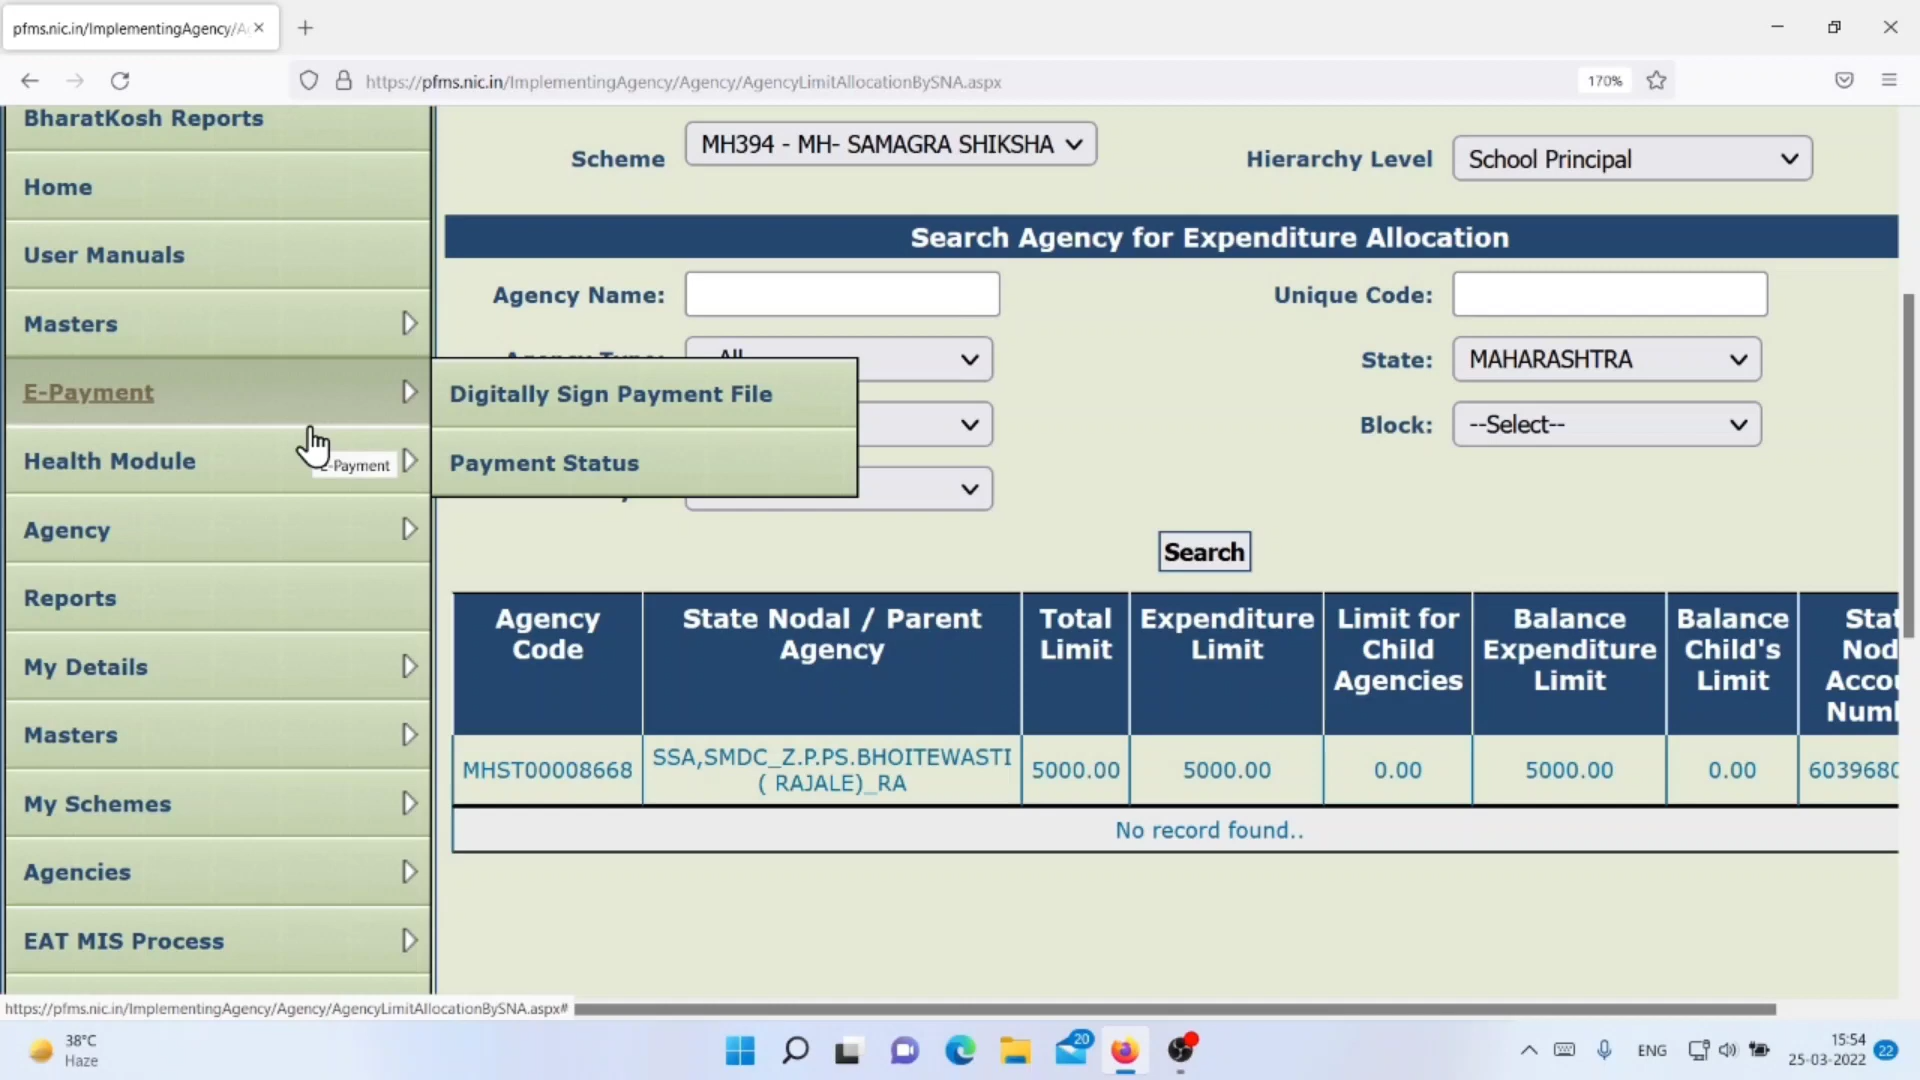 pfms.nic.in/ImplementingAgency/A
https://pfms.nic.in/ImplementingAgency/Agency/AgencyLimitAllocationBySNA.aspx
170%
BharatKosh Reports
Home
User Manuals
Masters
E-Payment
Health Module
Agency
Reports
My Details
Masters
My Schemes
Agencies
EAT MIS Process
E-Payment
Digitally Sign Payment File
Payment Status
Scheme MH394 - MH- SAMAGRA SHIKSHA
Hierarchy Level School Principal
Search Agency for Expenditure Allocation
Agency Name:
Unique Code:
State: MAHARASHTRA
Block: --Select--
Search
Agency Code
State Nodal / Parent Agency
Total Limit
Expenditure Limit
Limit for Child Agencies
Balance Expenditure Limit
Balance Child's Limit
MHST00008668
SSA,SMDC_Z.P.PS.BHOITEWASTI
( RAJALE)_RA
5000.00
5000.00
0.00
5000.00
0.00
No record found..
https://pfms.nic.in/ImplementingAgency/Agency/AgencyLimitAllocationBySNA.aspx#
38°C
Haze
20
ENG
15:54
25-03-2022
22